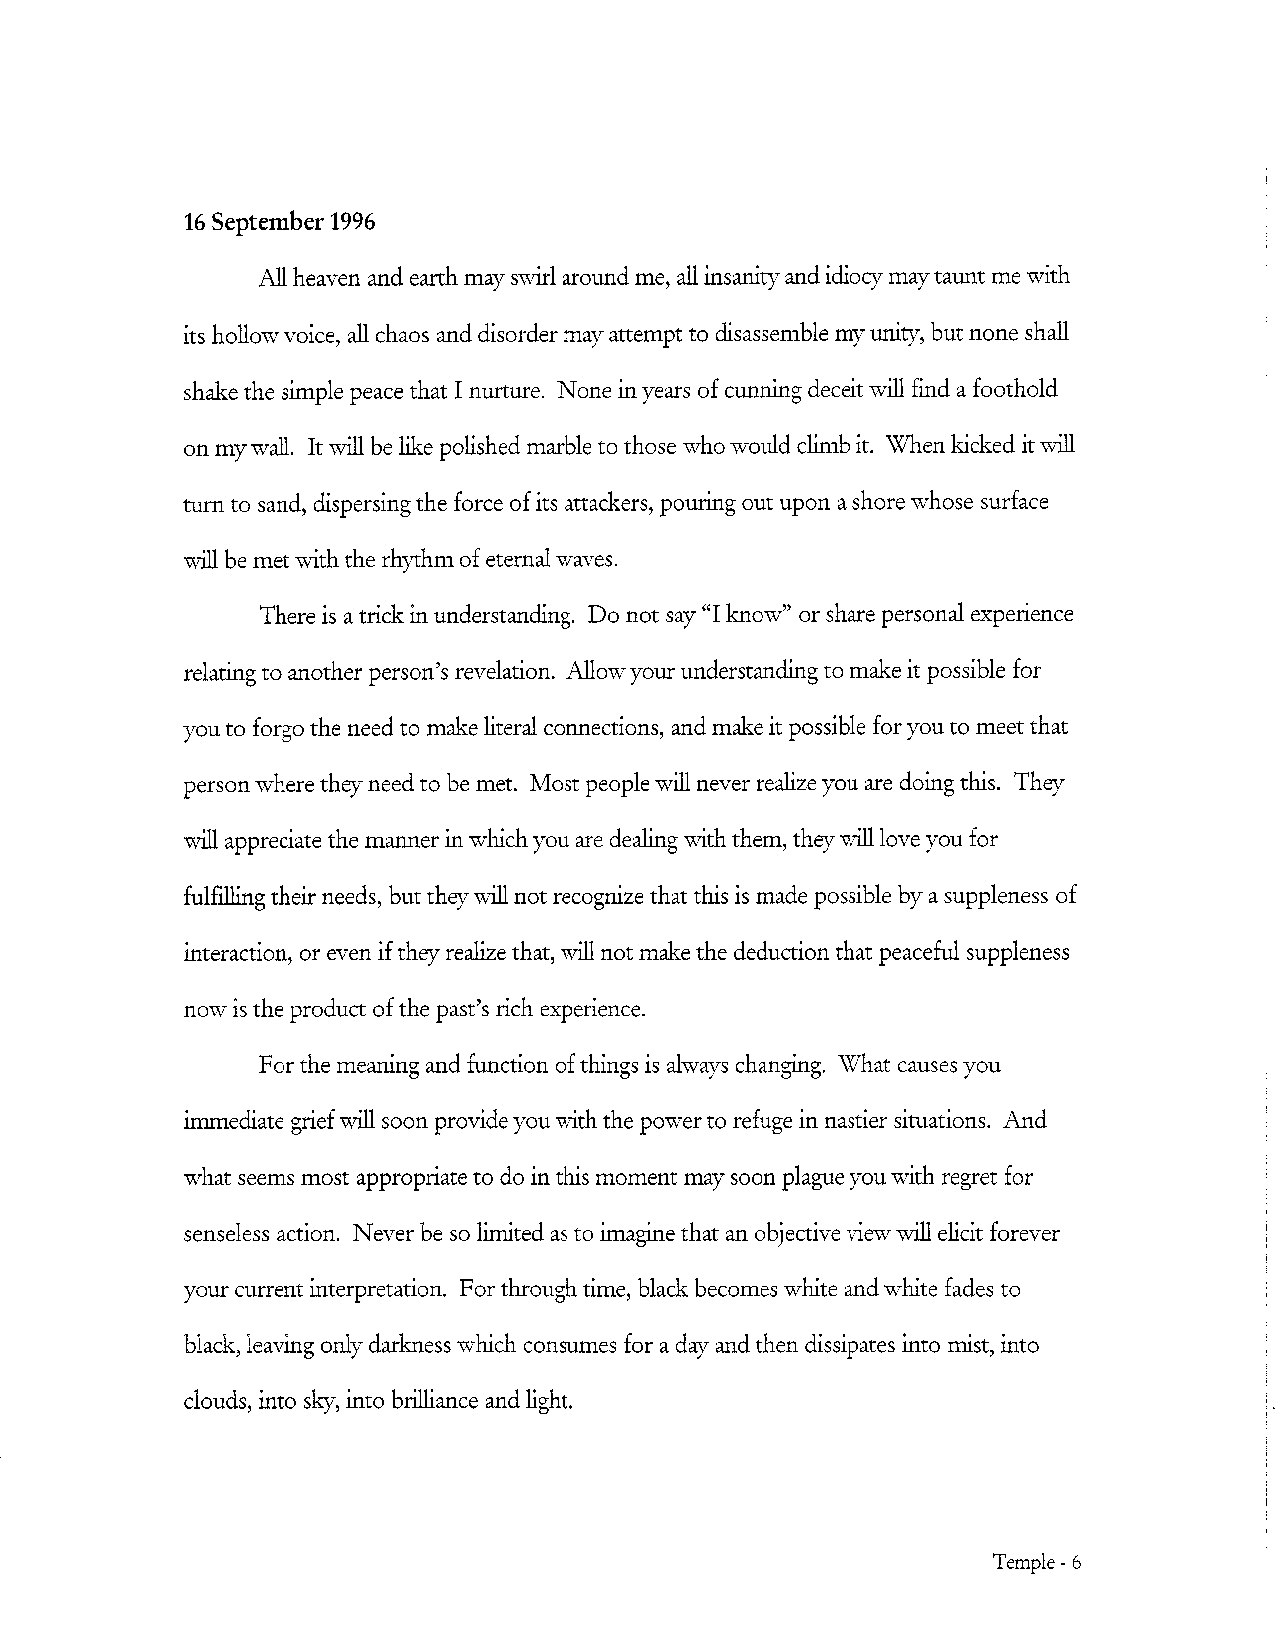 16 September 1996
All heaven and earth may swirl around me, all insanity and idiocy may taunt me with
its hollow voice, all chaos and disorder may attempt to disassemble my unity, but none shall
shake the simple peace that I nurture. None in years of cunning deceit will find a foothold
on my wall. It will be like polished marble to those who would climb it. When kicked it will
turn to sand, dispersing the force of its attackers, pouring out upon a shore whose surface
will be met with the rhythm of eternal waves.
There is a trick in understanding. Do not say “I know” or share personal experience
relating to another person’s revelation. Allow your understanding to make it possible for
you to forgo the need to make literal connections, and make it possible for you to meet that
person where they need to be met. Most people will never realize you are doing this. They
will appreciate the manner in which you are dealing with them, they will love you for
fulfilling their needs, but they will not recognize that this is made possible by a suppleness of
interaction, or even if they realize that, will not make the deduction that peaceful suppleness
now is the product of the past’s rich experience.
For the meaning and function of things is always changing. What causes you
immediate grief will soon provide you with the power to refuge in nastier situations. And
what seems most appropriate to do in this moment may soon plague you with regret for
senseless action. Never be so limited as to imagine that an objective view will elicit forever
your current interpretation. For through time, black becomes white and white fades to
black, leaving only darkness which consumes for a day and then dissipates into mist, into
clouds, into sky, into brilliance and light.
Temple - 6